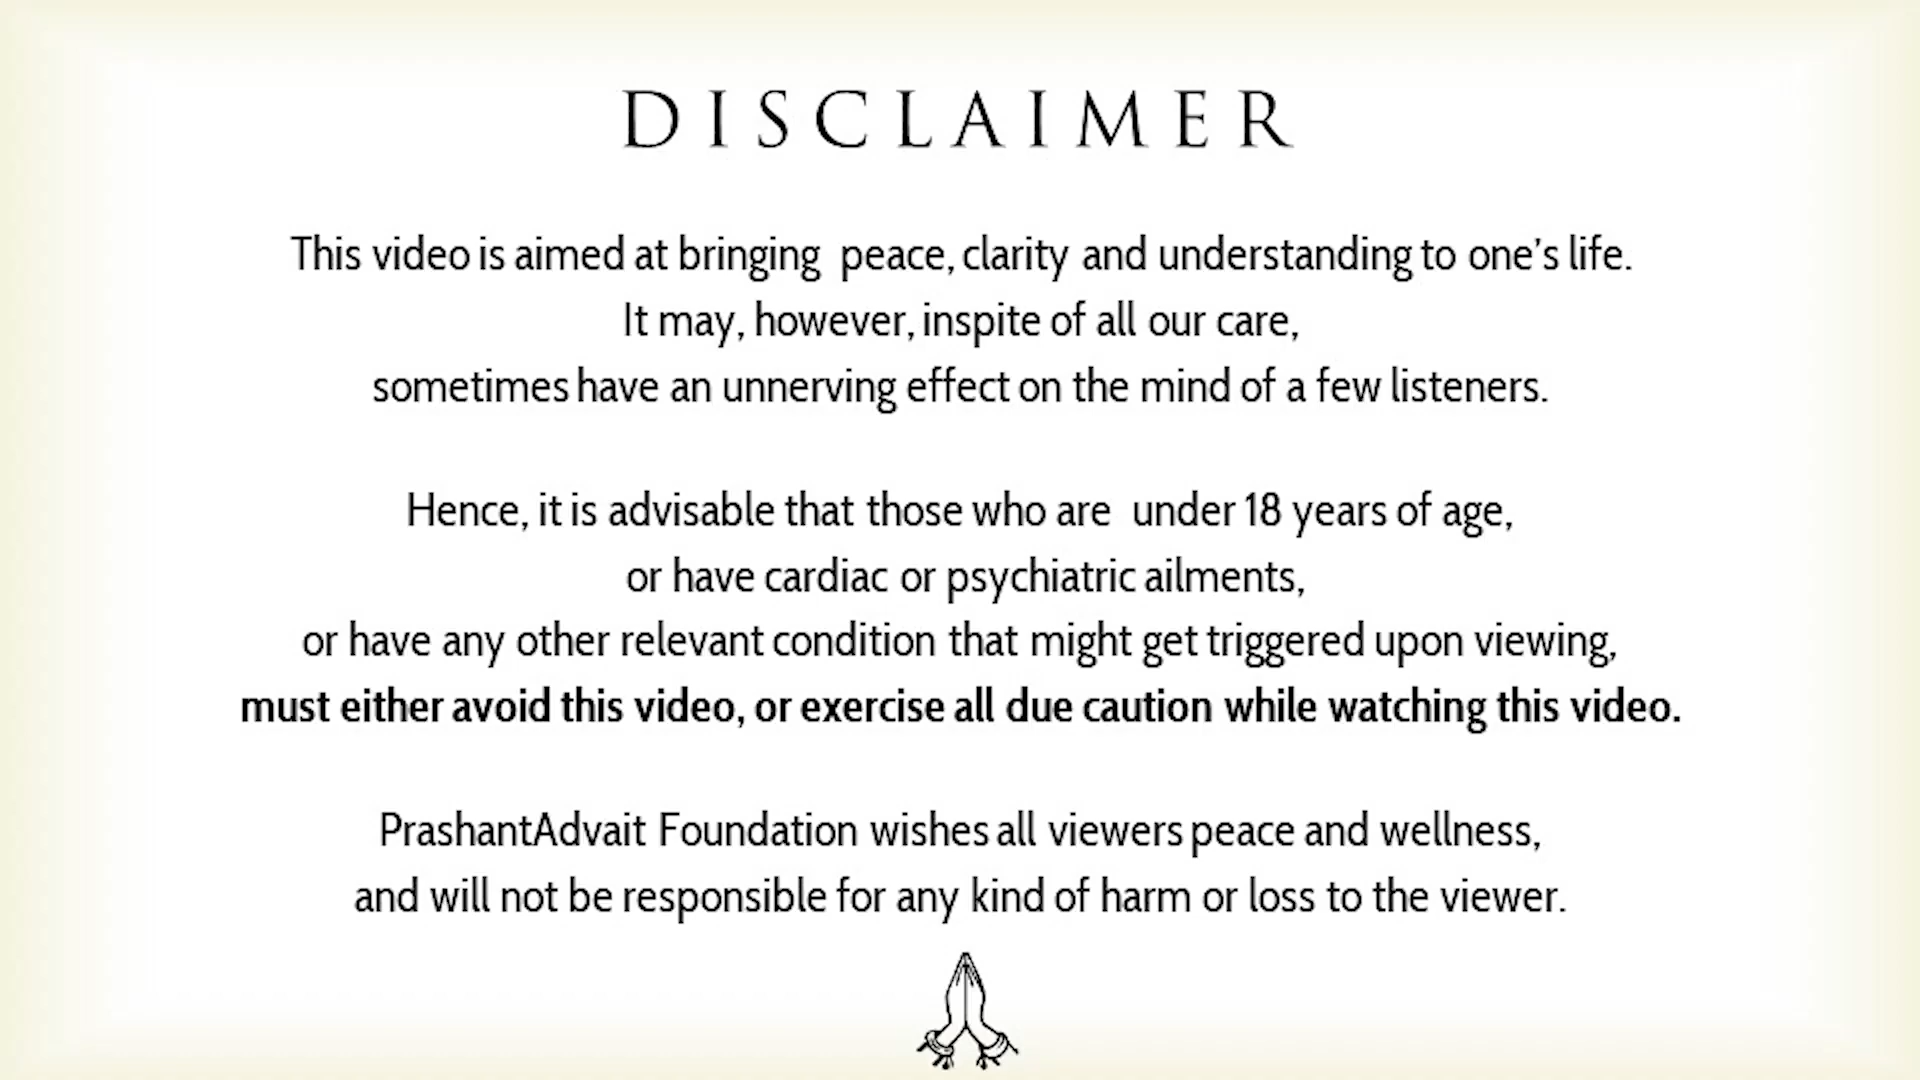 DISCLAIMER
This video is aimed at bringing peace, clarity and understanding to one's life.
It may, however, inspite of all our care,
sometimes have an unnerving effect on the mind of a few listeners.
Hence, it is advisable that those who are under 18 years of age,
or have cardiac or psychiatric ailments,
or have any other relevant condition that might get triggered upon viewing,
must either avoid this video, or exercise all due caution while watching this video.
PrashantAdvait Foundation wishes all viewers peace and wellness,
and will not be responsible for any kind of harm or loss to the viewer.